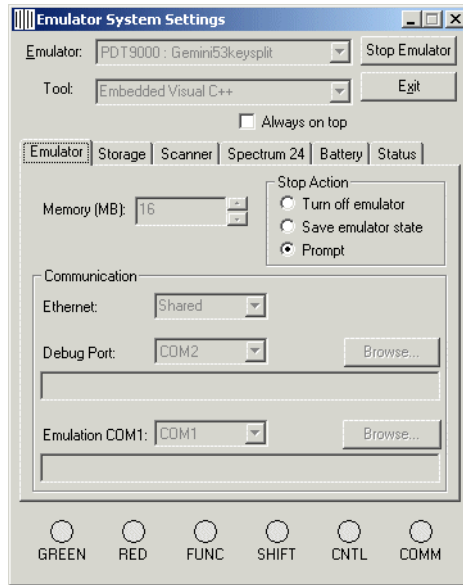 Emulator System Settings
Emulator: PDT9000 : Gemini53keysplit Stop Emulator
Tool: Embedded Visual C++ Exit
Always on top
Emulator Storage Scanner Spectrum 24 Battery Status
Stop Action
Memory (MB): 16 Turn off emulator
Save emulator state
Prompt
Communication
Ethernet: Shared
Debug Port: COM2 Browse...
Emulation COM1: COM1 Browse...
GREEN RED FUNC SHIFT CNTL COMM